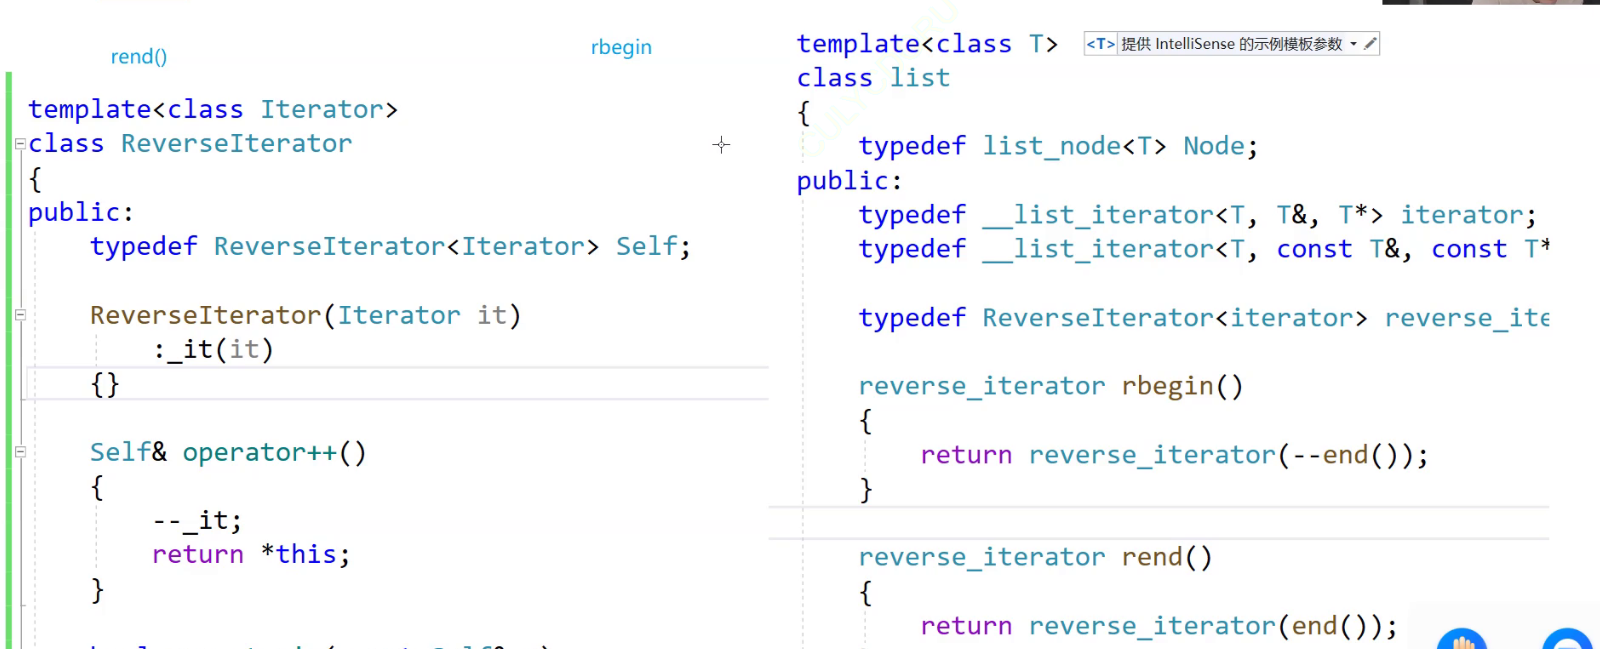 rend()
rbegin
template<class Iterator>
class ReverseIterator
{
public:
typedef ReverseIterator<Iterator> Self;
ReverseIterator(Iterator it)
:_it(it)
{}
Self& operator++()
{
--_it;
return *this;
}
template<class T>
<T> 提供 IntelliSense 的示例模板参数
class list
{
typedef list_node<T> Node;
public:
typedef __list_iterator<T, T&, T*> iterator;
typedef __list_iterator<T, const T&, const T*
typedef ReverseIterator<iterator> reverse_ite
reverse_iterator rbegin()
{
return reverse_iterator(--end());
}
reverse_iterator rend()
{
return reverse_iterator(end());